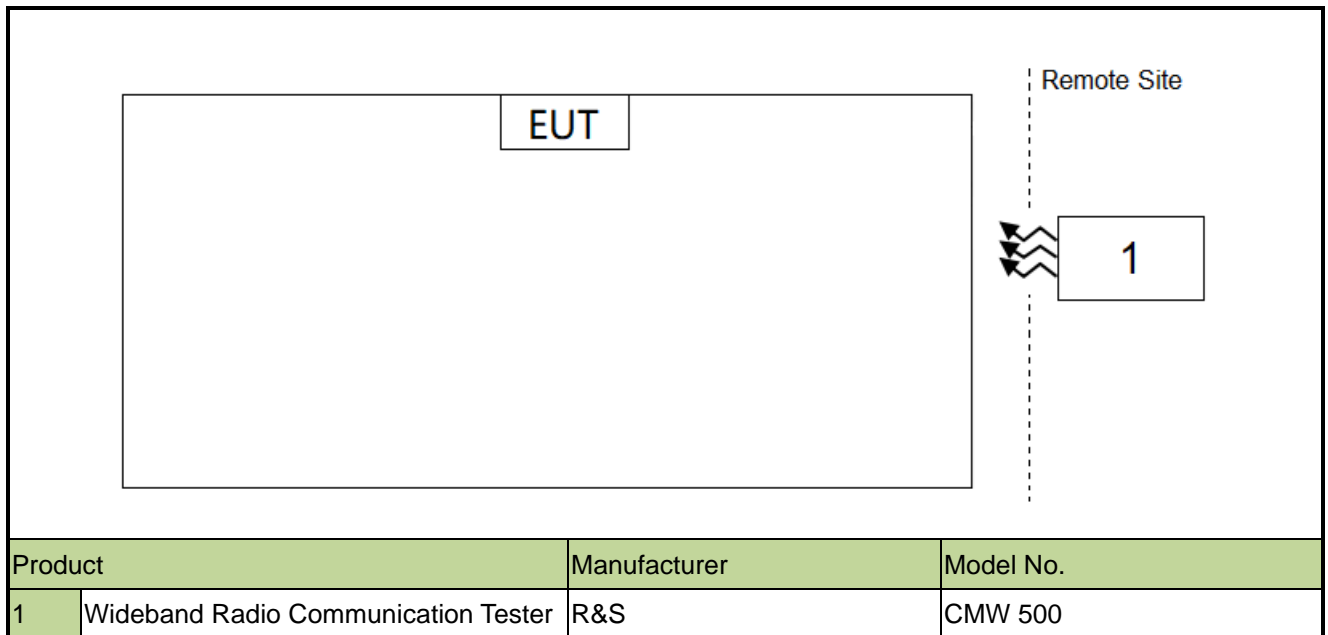 Remote Site
EUT
1
Product Manufacturer Model No.
1 Wideband Radio Communication Tester R&S CMW 500